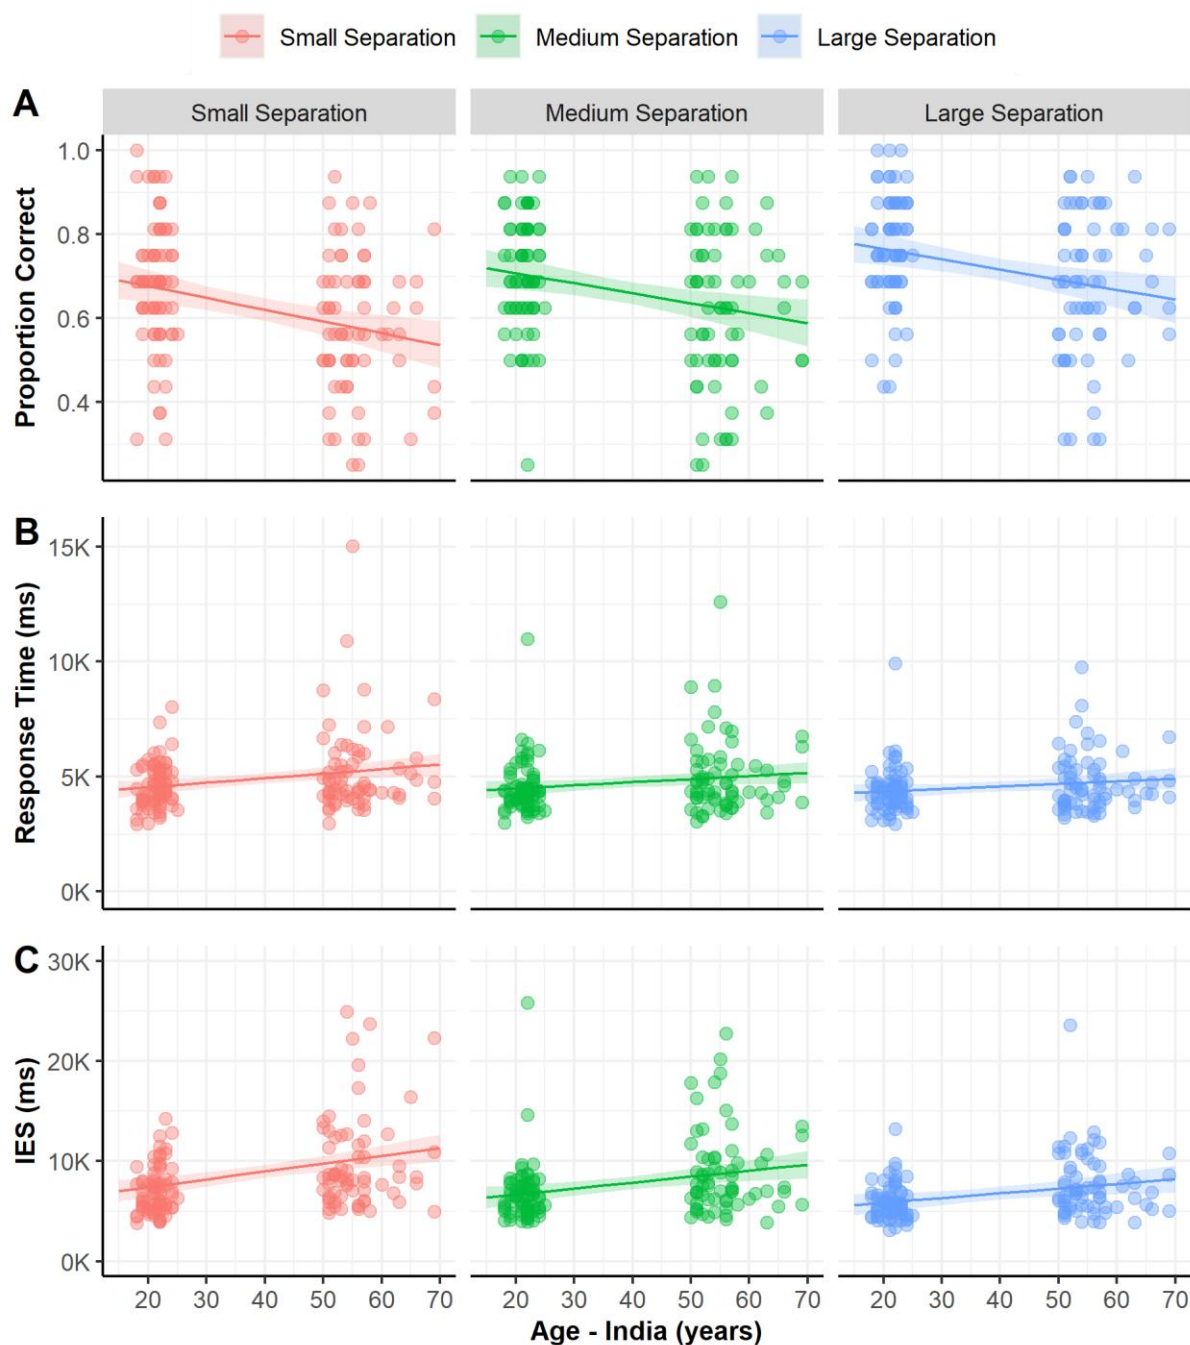 Small Separation Medium Separation Large Separation
A
Small Separation Medium Separation Large Separation
Proportion Correct
1.0
0.8
0.6
0.4
B
Response Time (ms)
15K
10K
5K
0K
C
IES (ms)
30K
20K
10K
0K
20 30 40 50 60 70 20 30 40 50 60 70 20 30 40 50 60 70
Age - India (years)